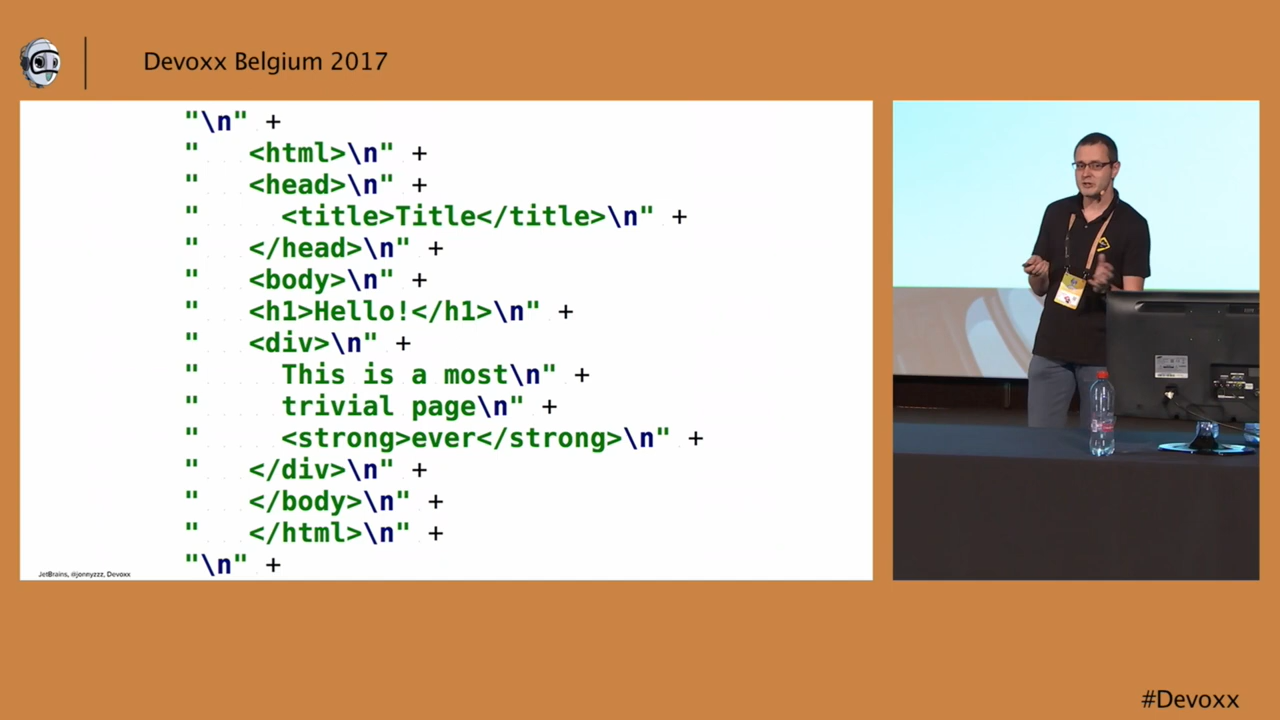 Devoxx Belgium 2017
"\n" +
"   <html>\n" +
"   <head>\n" +
"     <title>Title</title>\n" +
"   </head>\n" +
"   <body>\n" +
"   <h1>Hello!</h1>\n" +
"   <div>\n" +
"     This is a most\n" +
"     trivial page\n" +
"     <strong>ever</strong>\n" +
"   </div>\n" +
"   </body>\n" +
"   </html>\n" +
"\n" +
JetBrains, @jonnyzzz, Devoxx
#Devoxx